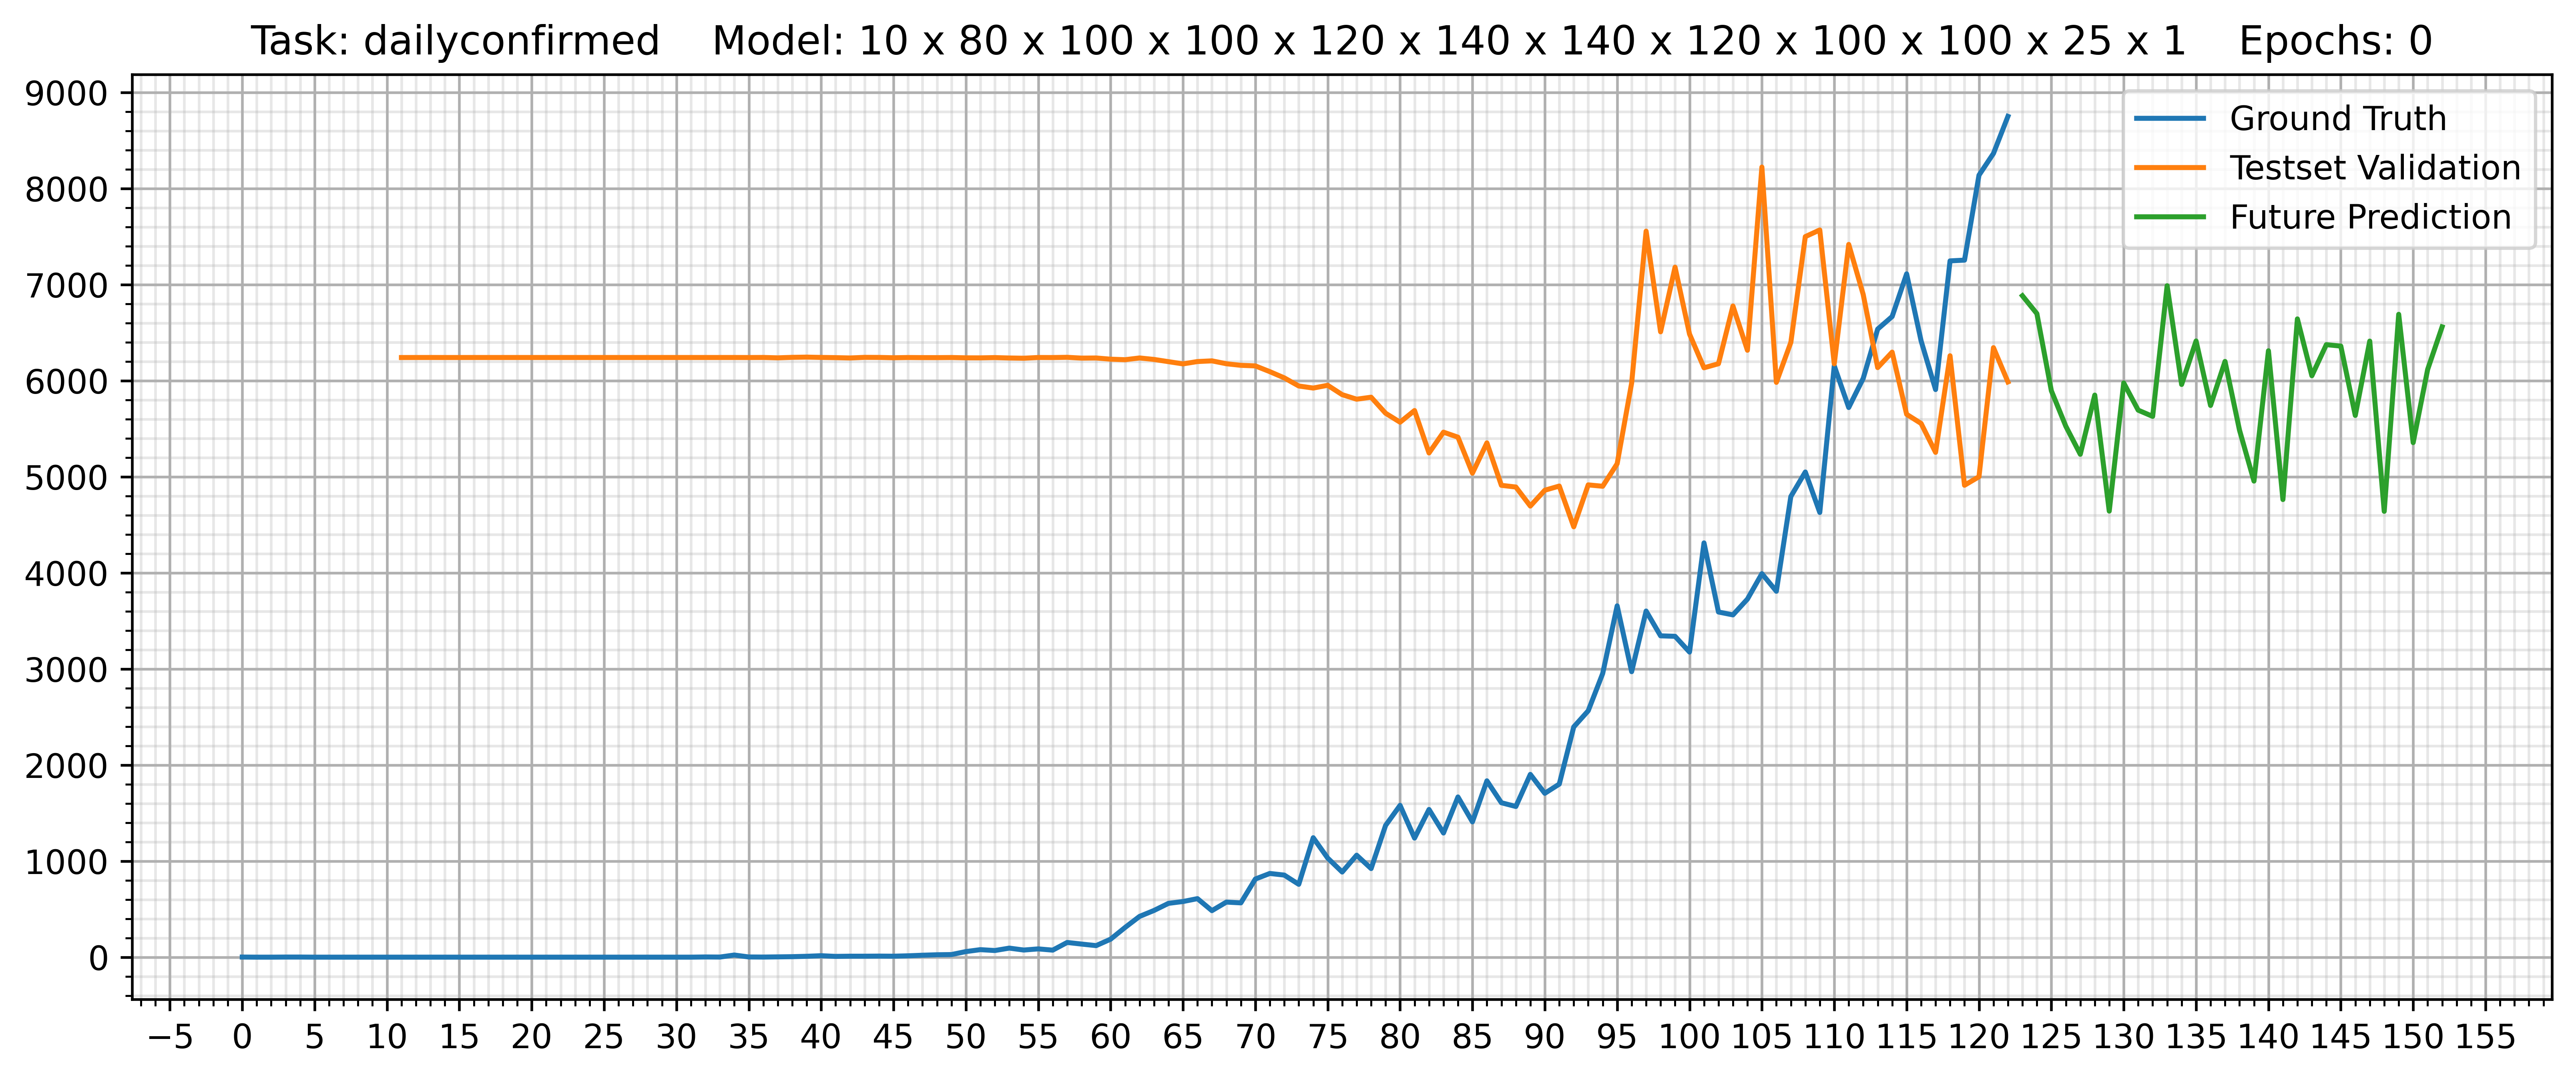 Task: dailyconfirmed    Model: 10 x 80 x 100 x 100 x 120 x 140 x 140 x 120 x 100 x 100 x 25 x 1    Epochs: 0
9000
8000
7000
6000
5000
4000
3000
2000
1000
0
Ground Truth
Testset Validation
Future Prediction
−5 0 5 10 15 20 25 30 35 40 45 50 55 60 65 70 75 80 85 90 95 100 105 110 115 120 125 130 135 140 145 150 155